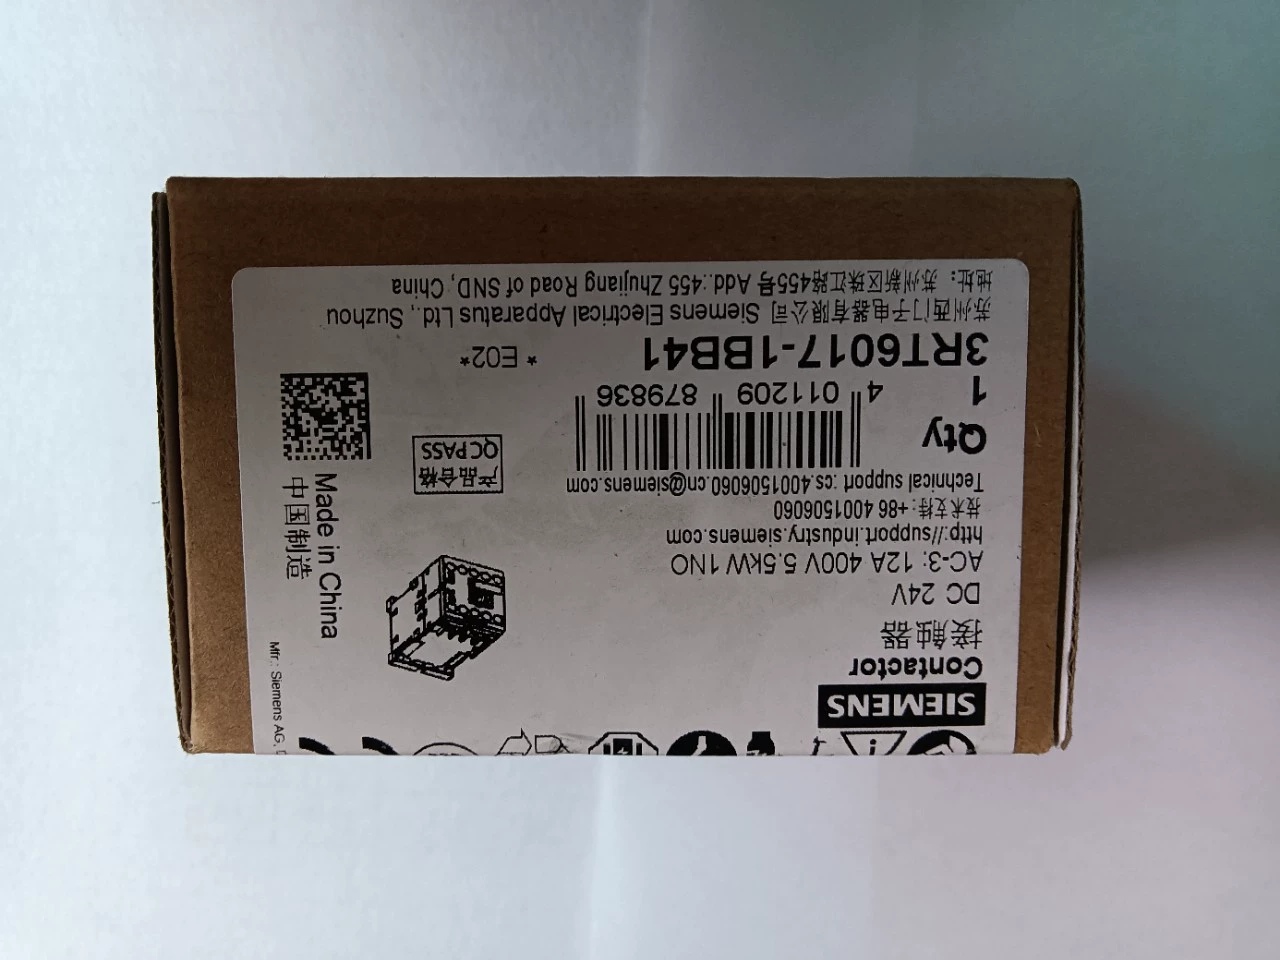 SIEMENS
Contactor
接触器
DC 24V
AC-3: 12A 400V 5.5kW 1NO
http://support.industry.siemens.com
技术支持:+86 4001506060
Technical support :cs.4001506060.cn@siemens.com
Qty
1
4 011209 879836
产品合格
QCPASS
3RT6017-1BB41
* E02*
苏州西门子电器有限公司 Siemens Electrical Apparatus Ltd., Suzhou
地址: 苏州新区珠江路455号 Add.:455 Zhujiang Road of SND, China
Made in China
中国制造
Mfr.: Siemens AG,